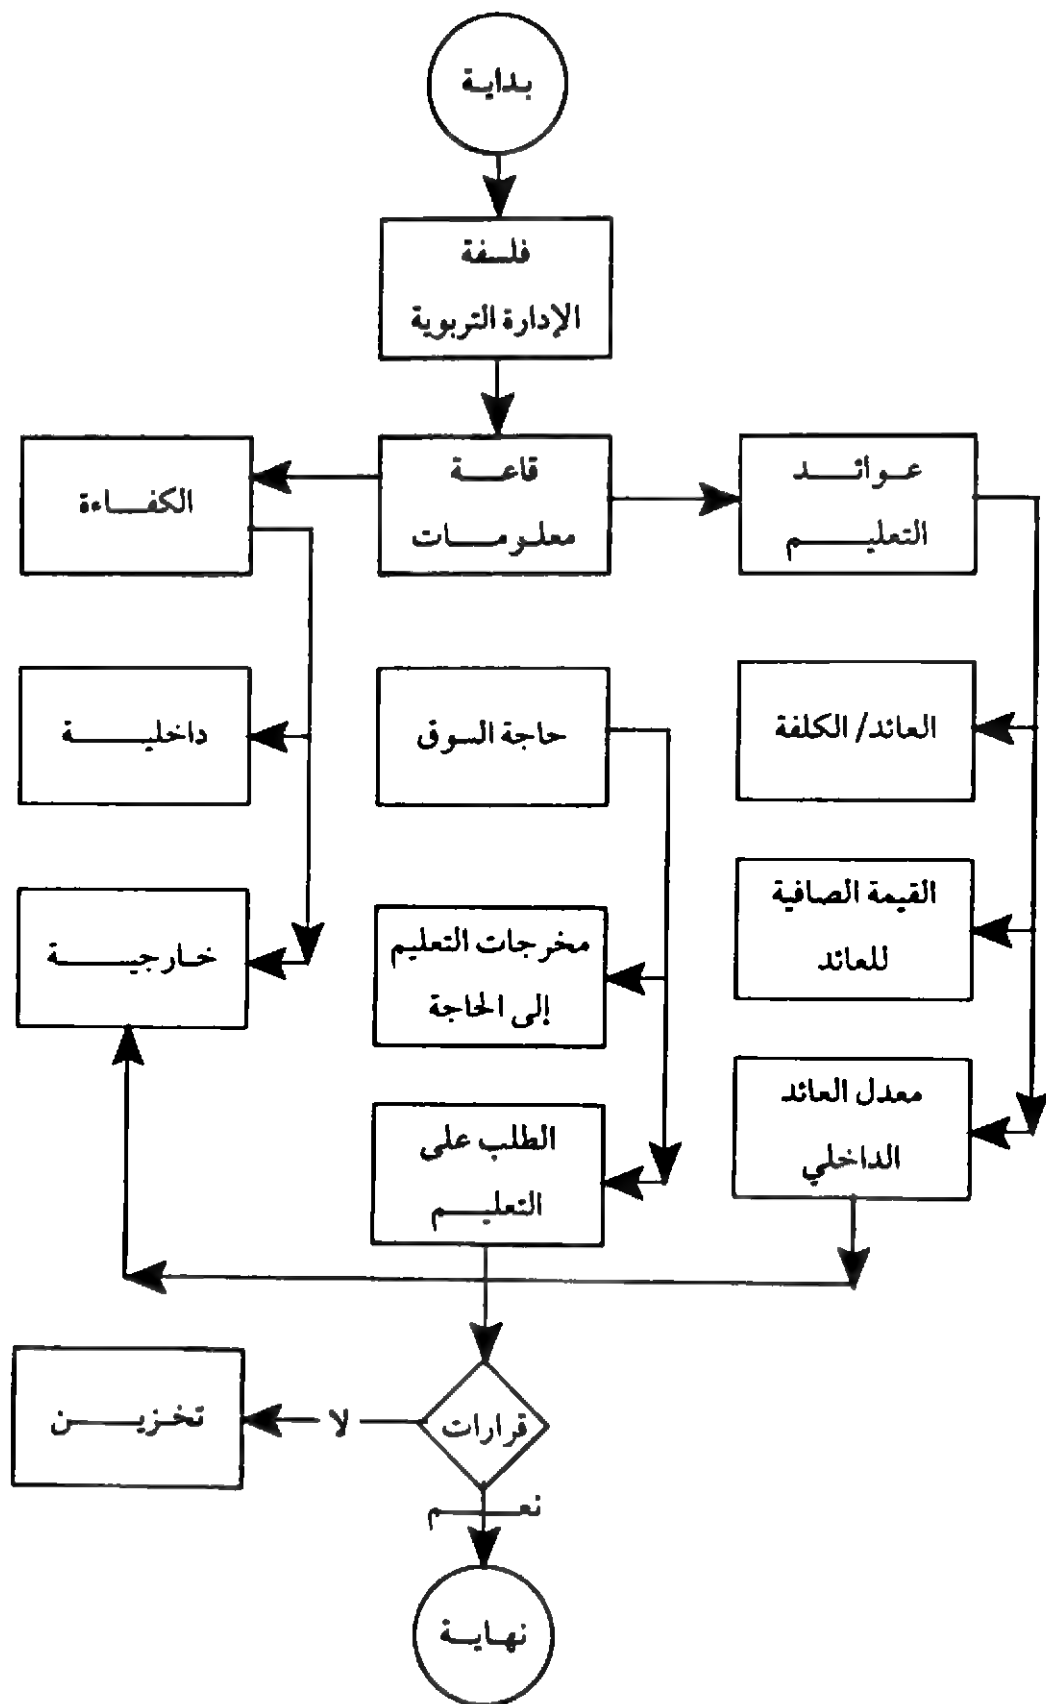 بداية
فلسفة
الإدارة التربوية
قاعة
معلومات
عوائد
التعليم
الكفاءة
العائد/ الكلفة
حاجة السوق
داخلية
القيمة الصافية
للعائد
مخرجات التعليم
إلى الحاجة
خارجية
معدل العائد
الداخلي
الطلب على
التعليم
قرارات
لا
تخزين
نعم
نهاية